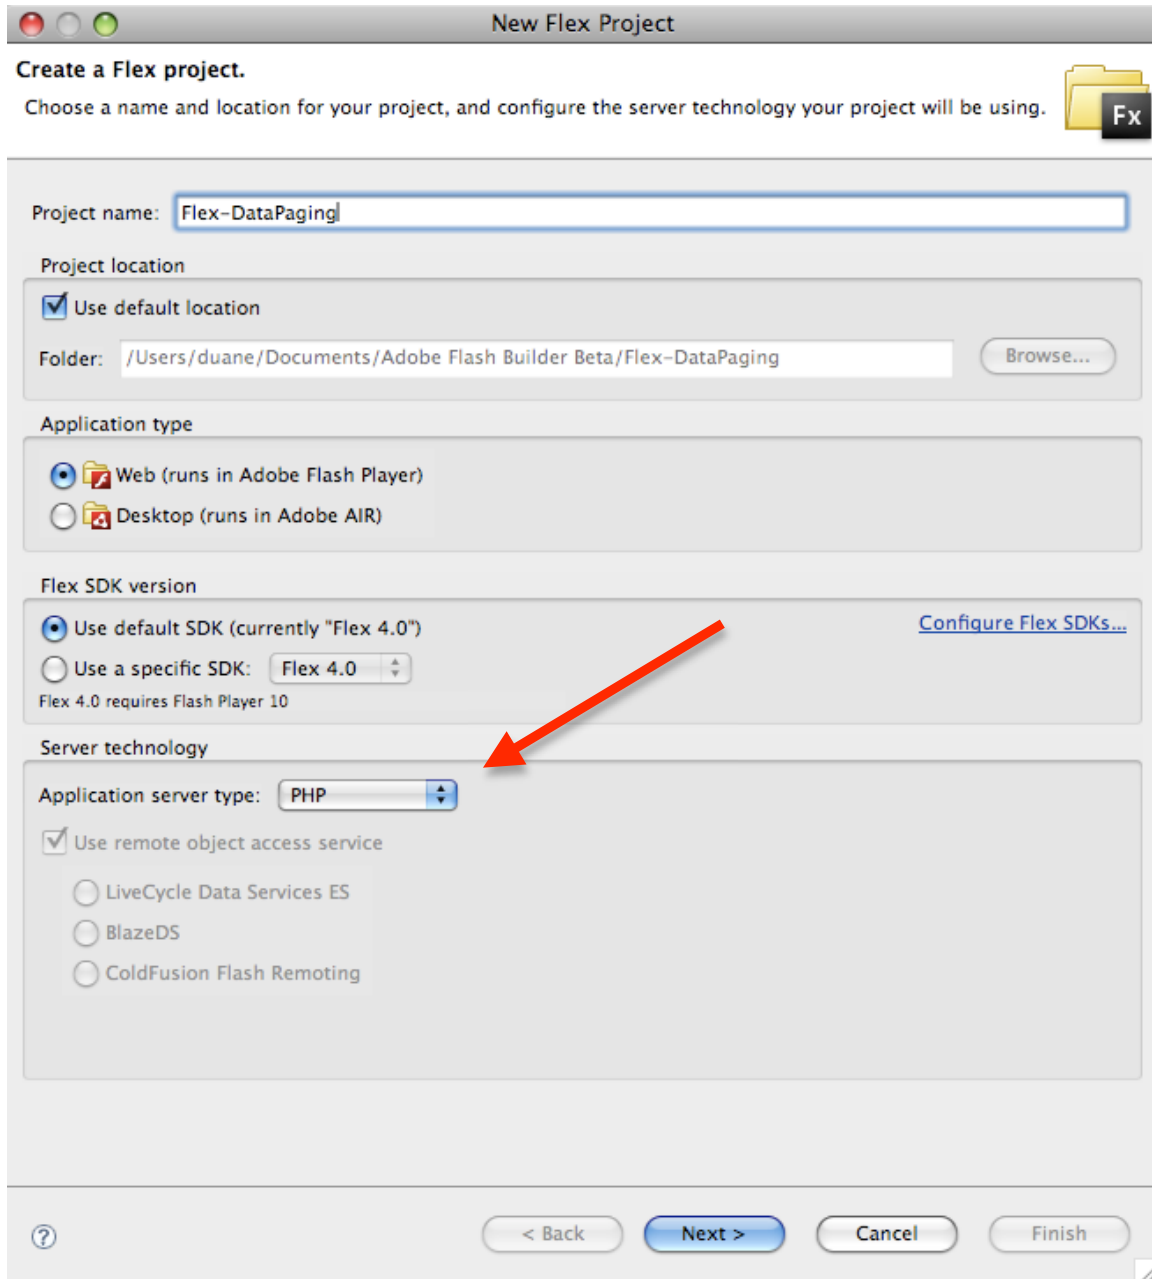 New Flex Project
Create a Flex project.
Choose a name and location for your project, and configure the server technology your project will be using.
Fx
Project name: Flex-DataPaging
Project location
Use default location
Folder: /Users/duane/Documents/Adobe Flash Builder Beta/Flex-DataPaging Browse...
Application type
Web (runs in Adobe Flash Player)
Desktop (runs in Adobe AIR)
Flex SDK version
Use default SDK (currently "Flex 4.0") Configure Flex SDKs...
Use a specific SDK: Flex 4.0
Flex 4.0 requires Flash Player 10
Server technology
Application server type: PHP
Use remote object access service
LiveCycle Data Services ES
BlazeDS
ColdFusion Flash Remoting
? < Back Next > Cancel Finish